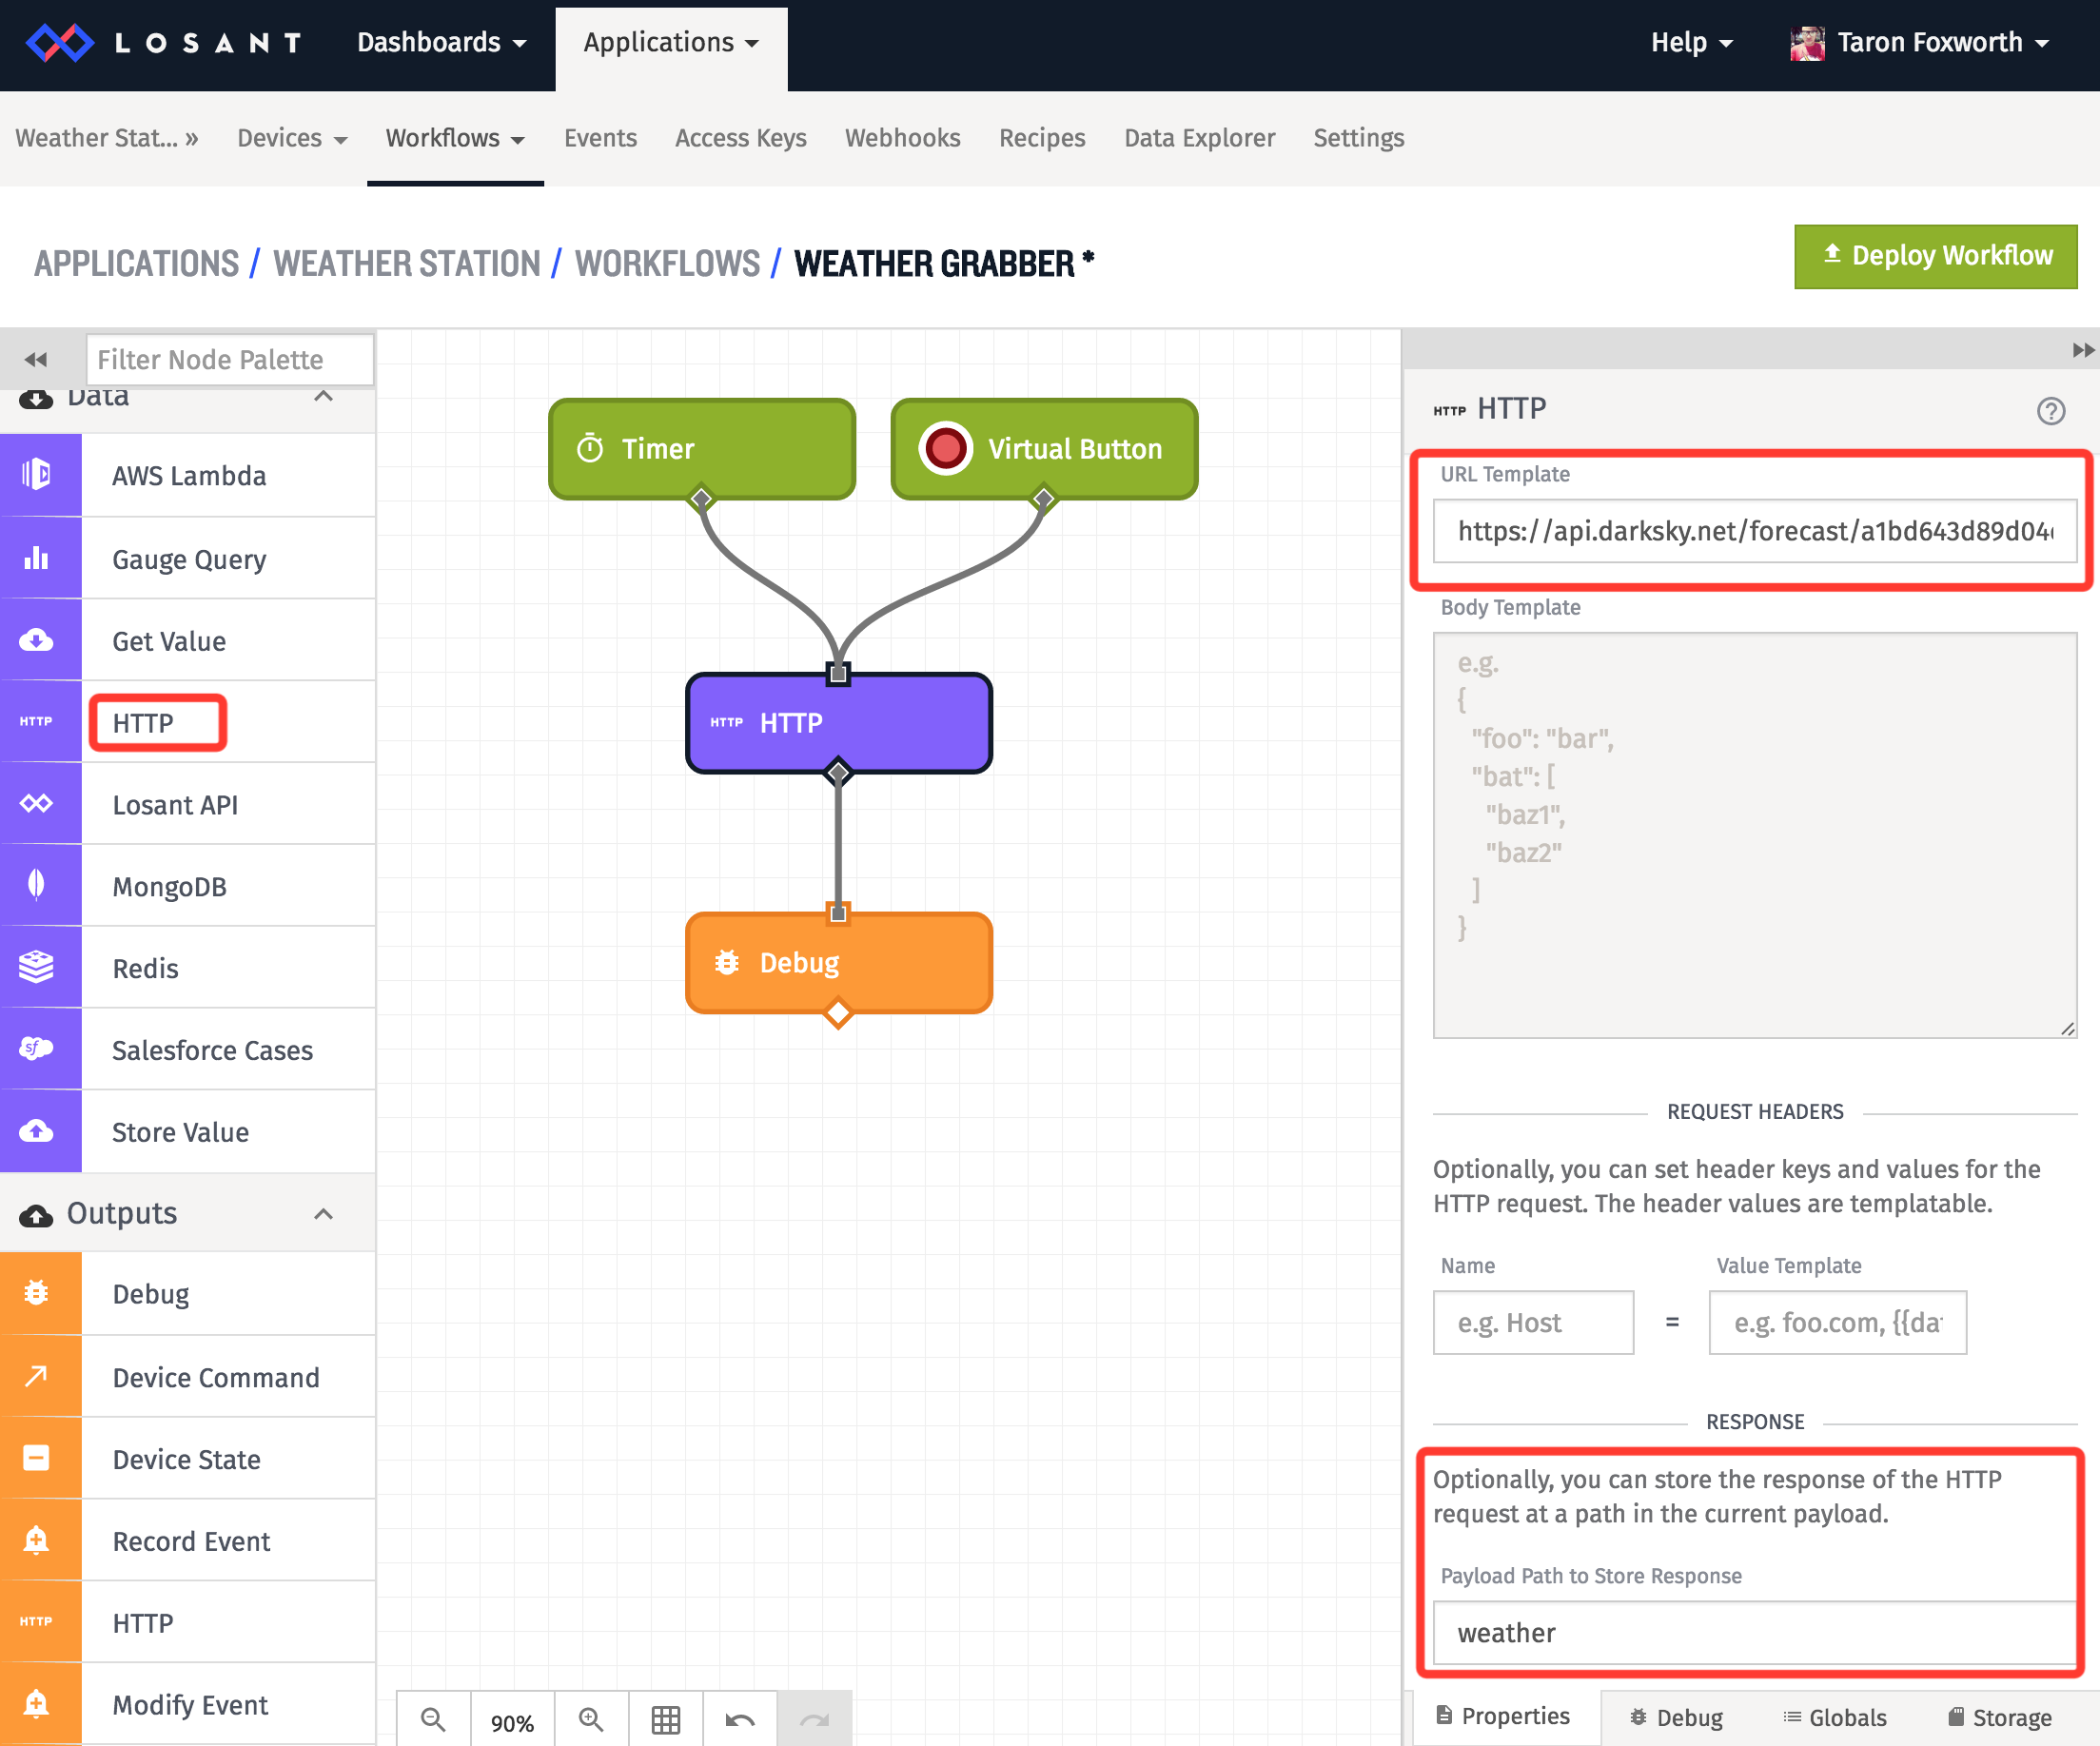 LOSANT
Dashboards
Applications
Help
Taron Foxworth
Weather Stat... »
Devices
Workflows
Events
Access Keys
Webhooks
Recipes
Data Explorer
Settings
APPLICATIONS / WEATHER STATION / WORKFLOWS / WEATHER GRABBER *
Deploy Workflow
Filter Node Palette
Data
AWS Lambda
Gauge Query
Get Value
HTTP HTTP
Losant API
MongoDB
Redis
sf Salesforce Cases
Store Value
Outputs
Debug
Device Command
Device State
Record Event
HTTP HTTP
Modify Event
Timer
Virtual Button
HTTP HTTP
Debug
90%
HTTP HTTP
URL Template
https://api.darksky.net/forecast/a1bd643d89d04
Body Template
e.g.
{
"foo": "bar",
"bat": [
"baz1",
"baz2"
]
}
REQUEST HEADERS
Optionally, you can set header keys and values for the
HTTP request. The header values are templatable.
Name
Value Template
e.g. Host
=
e.g. foo.com, {{da
RESPONSE
Optionally, you can store the response of the HTTP
request at a path in the current payload.
Payload Path to Store Response
weather
Properties
Debug
Globals
Storage